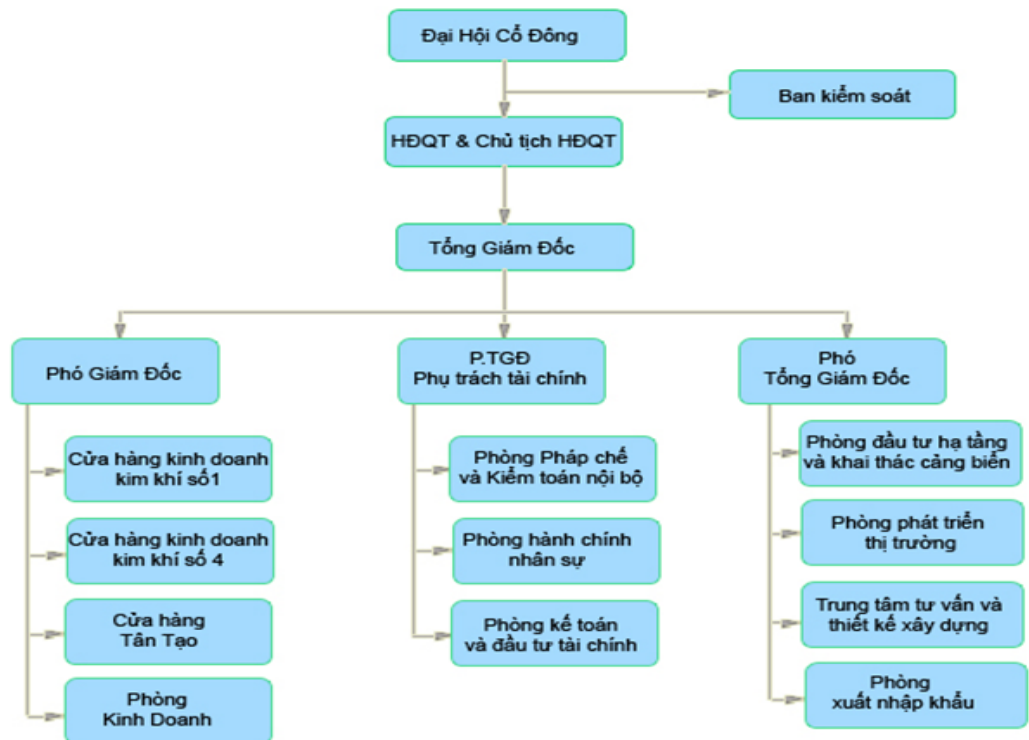 Đại Hội Cổ Đông
Ban kiểm soát
HĐQT & Chủ tịch HĐQT
Tổng Giám Đốc
Phó Giám Đốc
P.TGĐ
Phụ trách tài chính
Phó
Tổng Giám Đốc
Cửa hàng kinh doanh
kim khí số1
Cửa hàng kinh doanh
kim khí số 4
Cửa hàng
Tân Tạo
Phòng
Kinh Doanh
Phòng Pháp chế
và Kiểm toán nội bộ
Phòng hành chính
nhân sự
Phòng kế toán
và đầu tư tài chính
Phòng đầu tư hạ tầng
và khai thác cảng biển
Phòng phát triển
thị trường
Trung tâm tư vấn và
thiết kế xây dựng
Phòng
xuất nhập khẩu